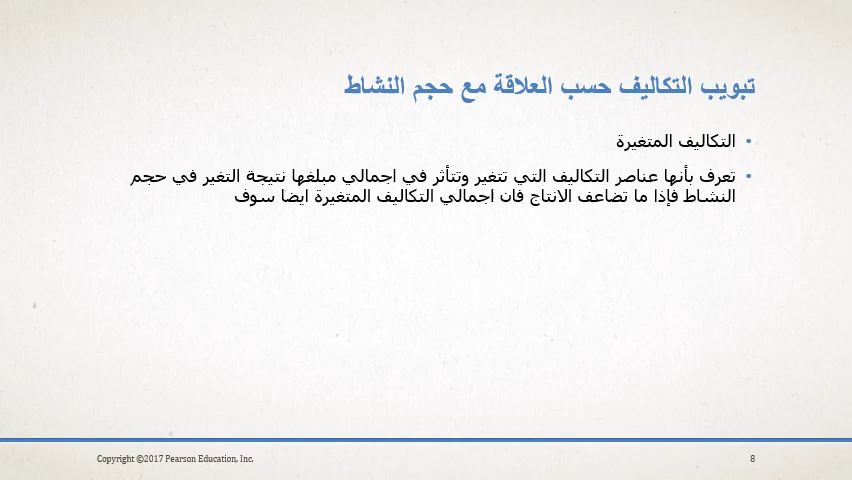 تبويب التكاليف حسب العلاقة مع حجم النشاط
• التكاليف المتغيرة
• تعرف بأنها عناصر التكاليف التي تتغير وتتأثر في اجمالي مبلغها نتيجة التغير في حجم
النشاط فإذا ما تضاعف الانتاج فان اجمالي التكاليف المتغيرة ايضا سوف
Copyright ©2017 Pearson Education, Inc.
8